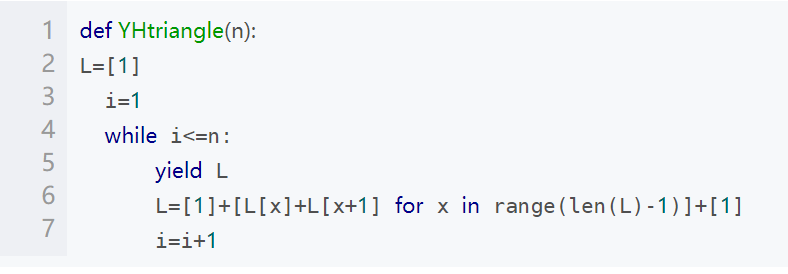 1 def YHtriangle(n):
2 L=[1]
3 i=1
4 while i<=n:
5 yield L
6 L=[1]+[L[x]+L[x+1] for x in range(len(L)-1)]+[1]
7 i=i+1